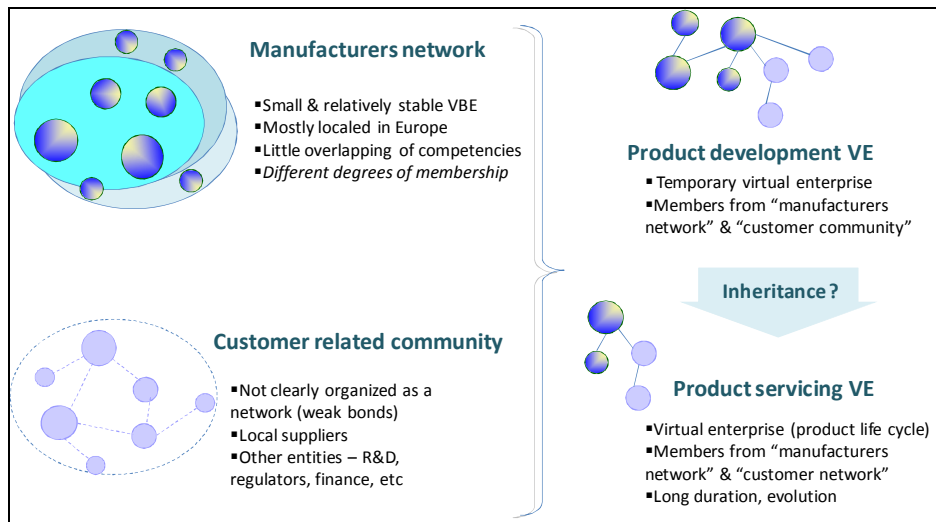 Manufacturers network
▪Small & relatively stable VBE
▪Mostly localed in Europe
▪Little overlapping of competencies
▪Different degrees of membership
Customer related community
▪Not clearly organized as a
network (weak bonds)
▪Local suppliers
▪Other entities – R&D,
regulators, finance, etc
Product development VE
▪ Temporary virtual enterprise
▪ Members from “manufacturers
network” & “customer community”
Inheritance?
Product servicing VE
▪Virtual enterprise (product life cycle)
▪Members from “manufacturers
network” & “customer network”
▪Long duration, evolution